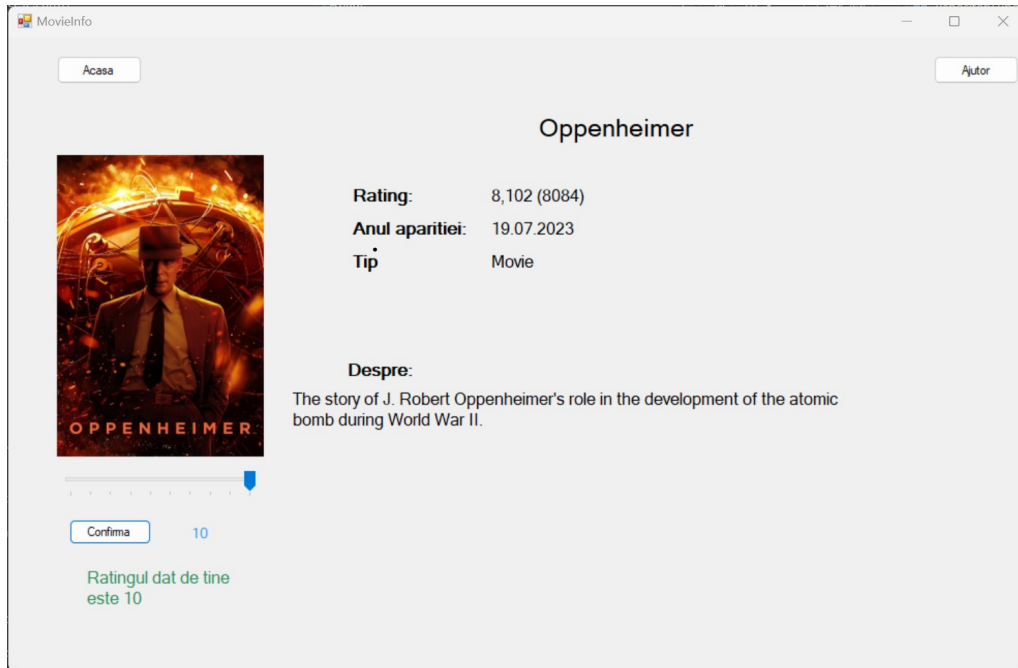 MovieInfo
Acasa
Ajutor
Oppenheimer
Rating: 8,102 (8084)
Anul aparitiei: 19.07.2023
Tip Movie
Despre:
The story of J. Robert Oppenheimer's role in the development of the atomic
bomb during World War II.
OPPENHEIMER
Confirma 10
Ratingul dat de tine
este 10